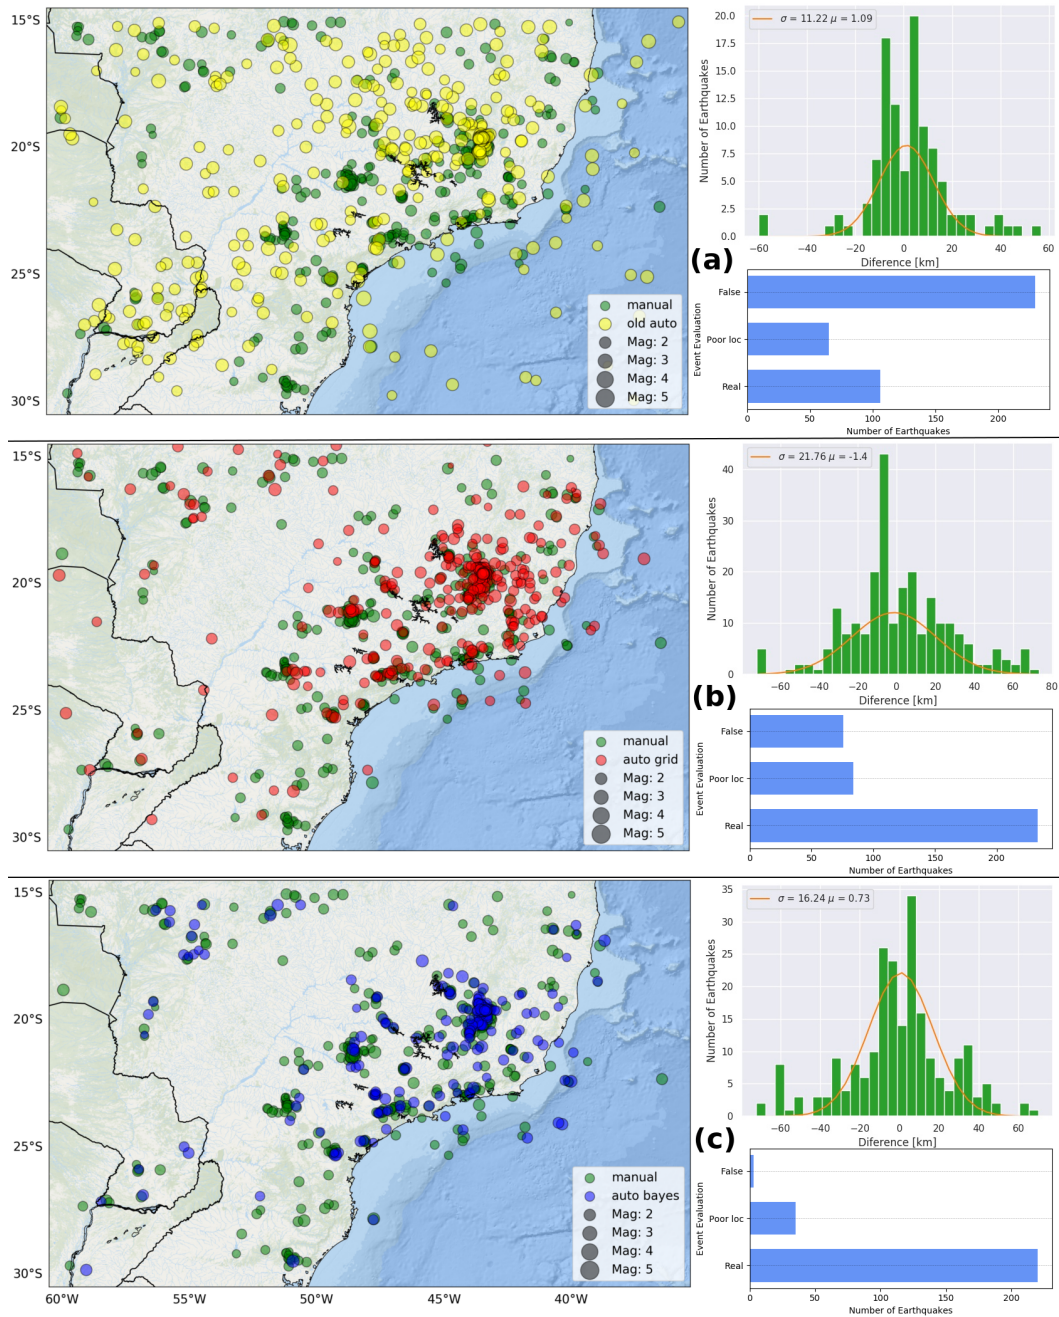 15°S
20°S
25°S
30°S
manual
old auto
Mag: 2
Mag: 3
Mag: 4
Mag: 5
σ = 11.22 μ = 1.09
Number of Earthquakes
20.0
17.5
15.0
12.5
10.0
7.5
5.0
2.5
0.0
−60 −40 −20 0 20 40 60
Diference [km]
(a)
Event Evaluation
False
Poor loc
Real
0 50 100 150 200
Number of Earthquakes
15°S
20°S
25°S
30°S
manual
auto grid
Mag: 2
Mag: 3
Mag: 4
Mag: 5
σ = 21.76 μ = -1.4
Number of Earthquakes
40
30
20
10
0
−60 −40 −20 0 20 40 60 80
Diference [km]
(b)
Event Evaluation
False
Poor loc
Real
0 50 100 150 200
Number of Earthquakes
15°S
20°S
25°S
30°S
60°W 55°W 50°W 45°W 40°W
manual
auto bayes
Mag: 2
Mag: 3
Mag: 4
Mag: 5
σ = 16.24 μ = 0.73
Number of Earthquakes
35
30
25
20
15
10
5
0
−60 −40 −20 0 20 40 60
Diference [km]
(c)
Event Evaluation
False
Poor loc
Real
0 50 100 150 200
Number of Earthquakes